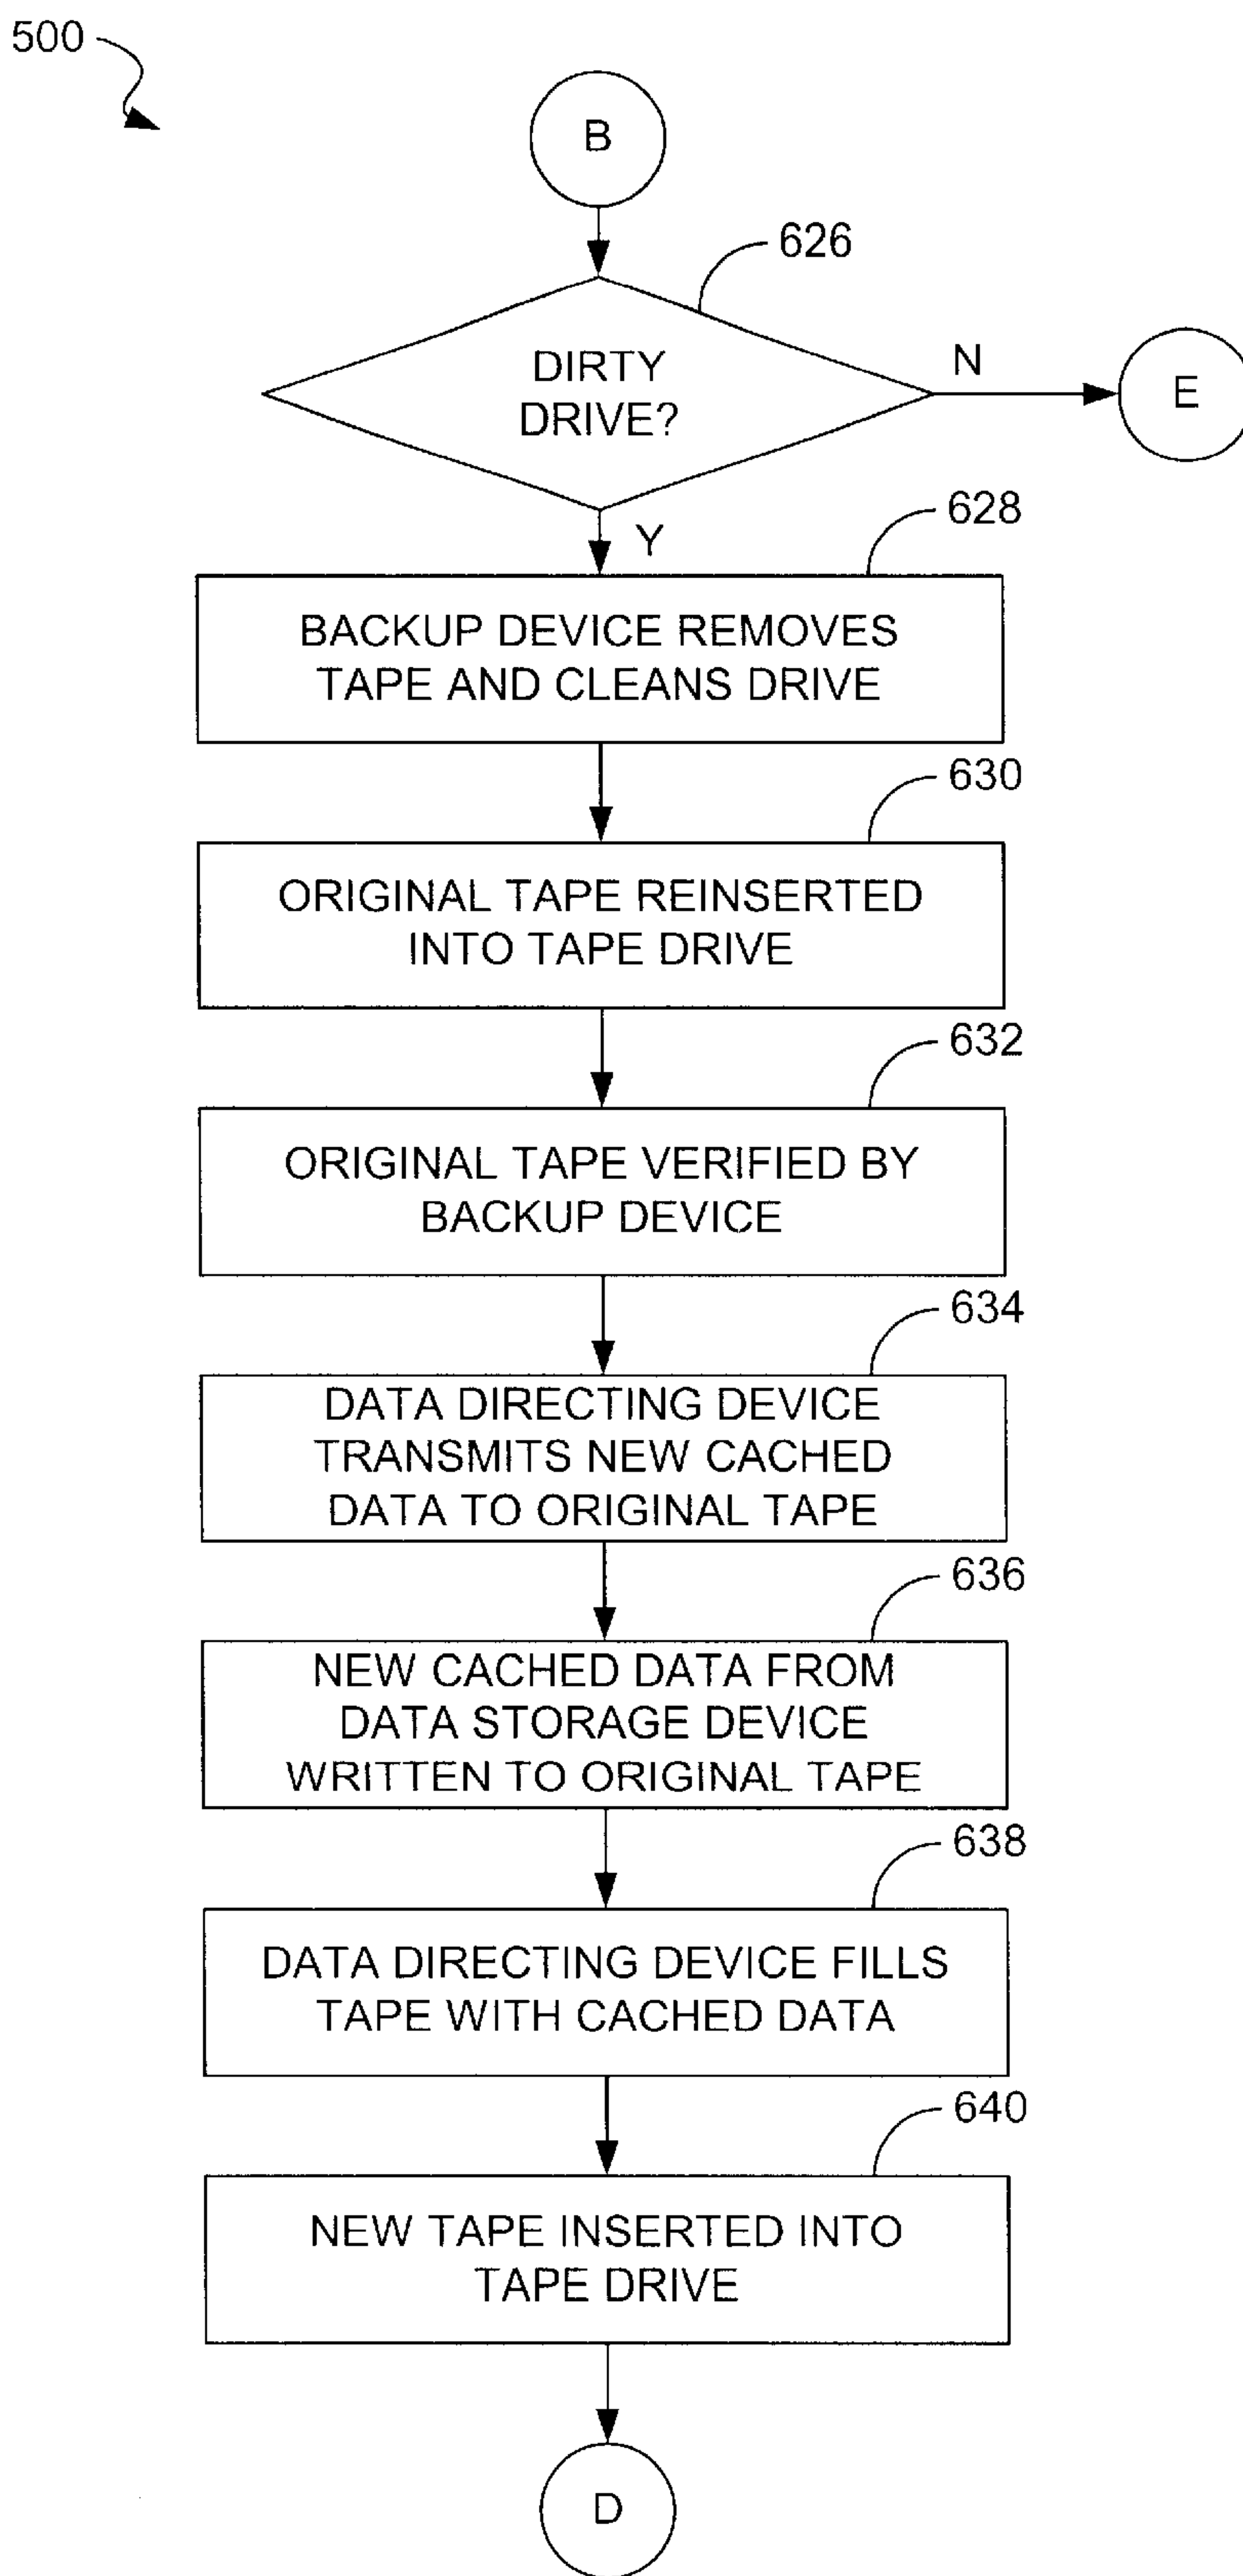 500
B
626
DIRTY
DRIVE?
N
E
Y
628
BACKUP DEVICE REMOVES
TAPE AND CLEANS DRIVE
630
ORIGINAL TAPE REINSERTED
INTO TAPE DRIVE
632
ORIGINAL TAPE VERIFIED BY
BACKUP DEVICE
634
DATA DIRECTING DEVICE
TRANSMITS NEW CACHED
DATA TO ORIGINAL TAPE
636
NEW CACHED DATA FROM
DATA STORAGE DEVICE
WRITTEN TO ORIGINAL TAPE
638
DATA DIRECTING DEVICE FILLS
TAPE WITH CACHED DATA
640
NEW TAPE INSERTED INTO
TAPE DRIVE
D